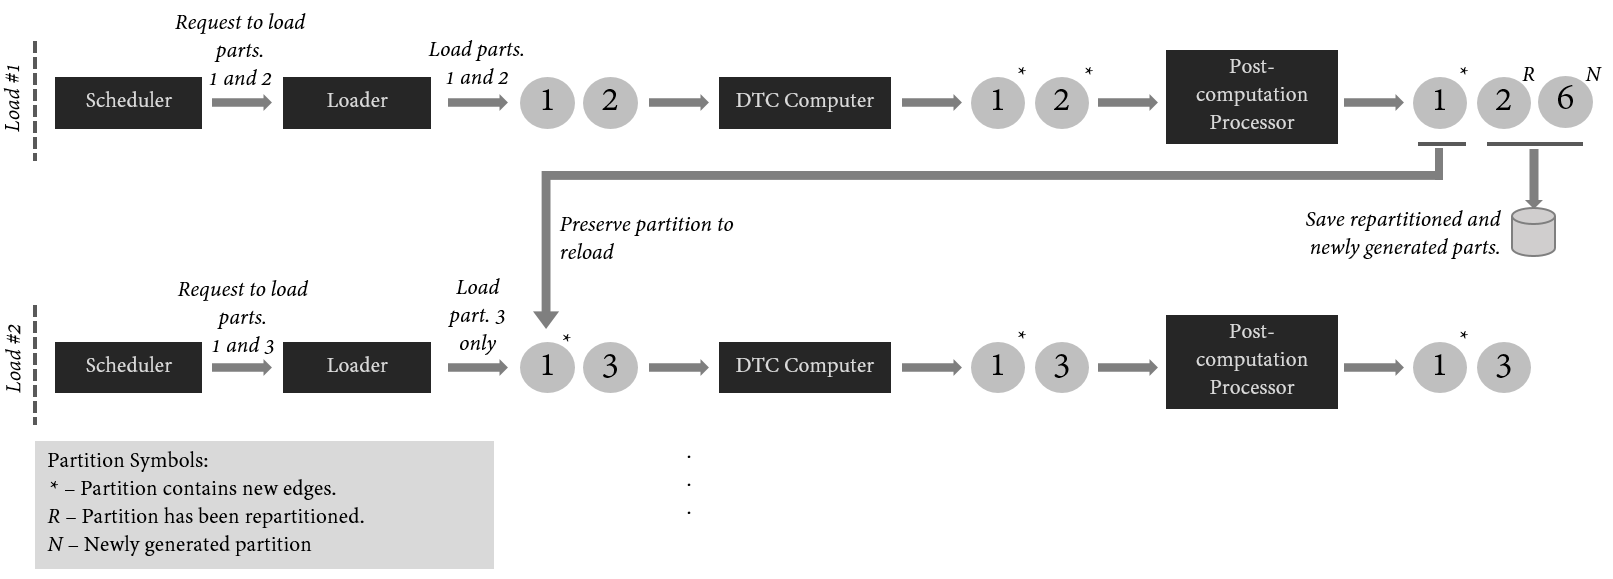 Load #1
Request to load
parts.
1 and 2
Scheduler
Loader
Load parts.
1 and 2
1
2
DTC Computer
1
*
2
*
Post-
computation
Processor
1
*
2
R
6
N
Preserve partition to
reload
Save repartitioned and
newly generated parts.
Load #2
Request to load
parts.
1 and 3
Scheduler
Loader
Load
part. 3
only
1
*
3
DTC Computer
1
*
3
Post-
computation
Processor
1
*
3
.
.
.
Partition Symbols:
* – Partition contains new edges.
R – Partition has been repartitioned.
N – Newly generated partition